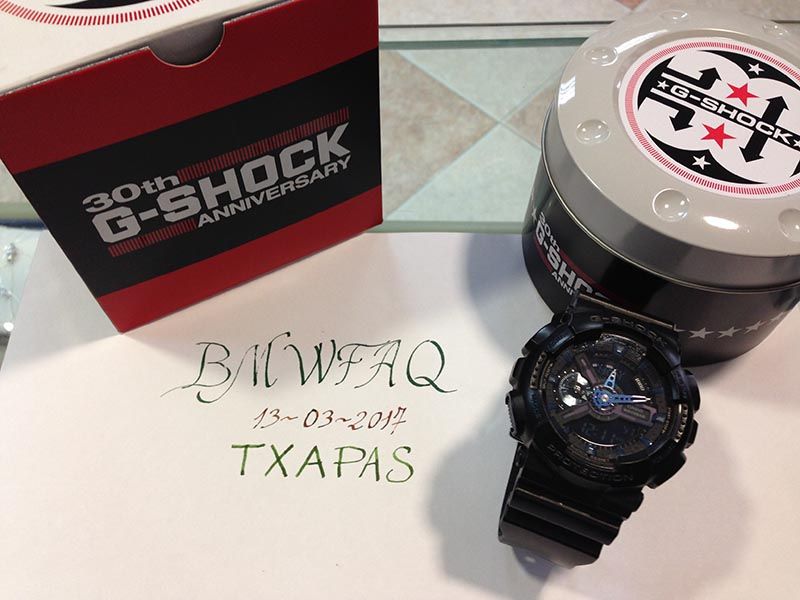 30th
G-SHOCK
ANNIVERSARY
G-SHOCK
30th
G-SHOCK
BMWFAQ
13~03~2017
TXAPAS
G-SHOCK
PROTECTION